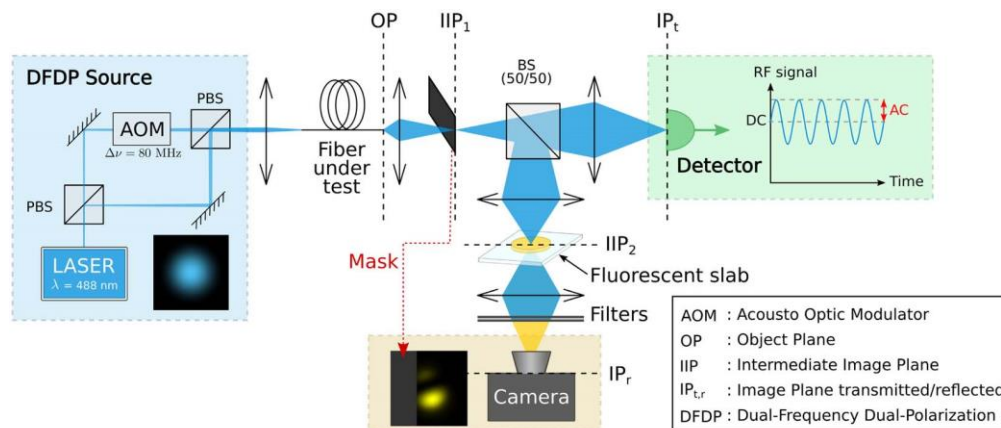 OP
IIP1
IPt
DFDP Source
PBS
AOM
Δν = 80 MHz
PBS
LASER
λ = 488 nm
Fiber
under
test
BS
(50/50)
RF signal
DC
AC
Time
Detector
Mask
IIP2
Fluorescent slab
Filters
IPr
Camera
AOM : Acousto Optic Modulator
OP : Object Plane
IIP : Intermediate Image Plane
IPt,r : Image Plane transmitted/reflected
DFDP : Dual-Frequency Dual-Polarization